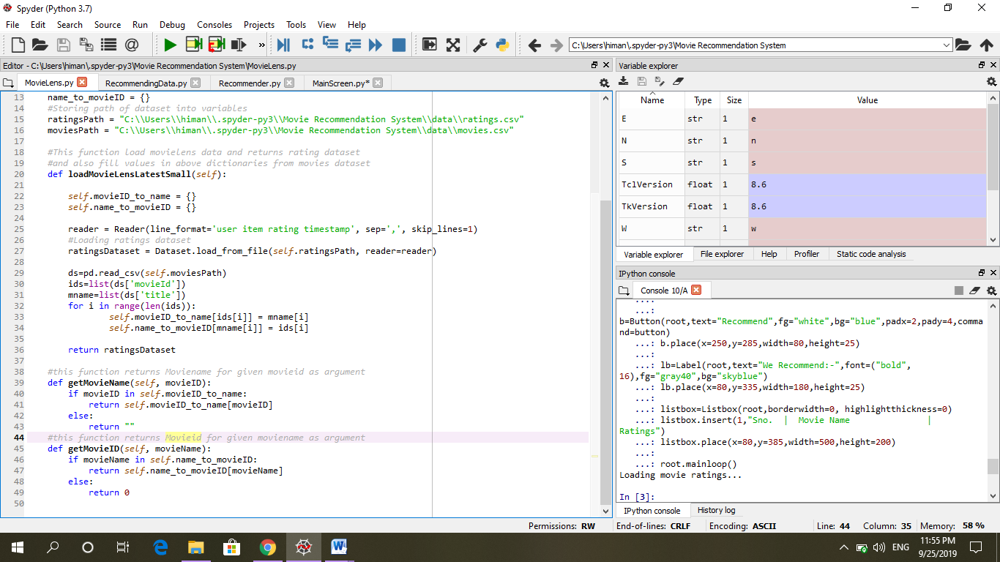 Spyder (Python 3.7)
File Edit Search Source Run Debug Consoles Projects Tools View Help
C:\Users\himan\.spyder-py3\Movie Recommendation System
Editor - C:\Users\himan\.spyder-py3\Movie Recommendation System\MovieLens.py
MovieLens.py RecommendingData.py Recommender.py MainScreen.py*
13 name_to_movieID = {}
14 #Storing path of dataset into variables
15 ratingsPath = "C:\\Users\\himan\\.spyder-py3\\Movie Recommendation System\\data\\ratings.csv"
16 moviesPath = "C:\\Users\\himan\\.spyder-py3\\Movie Recommendation System\\data\\movies.csv"
17
18 #This function load movielens data and returns rating dataset
19 #and also fill values in above dictionaries from movies dataset
20 def loadMovieLensLatestSmall(self):
21
22 self.movieID_to_name = {}
23 self.name_to_movieID = {}
24
25 reader = Reader(line_format='user item rating timestamp', sep=',', skip_lines=1)
26 #Loading ratings dataset
27 ratingsDataset = Dataset.load_from_file(self.ratingsPath, reader=reader)
28
29 ds=pd.read_csv(self.moviesPath)
30 ids=list(ds['movieId'])
31 mname=list(ds['title'])
32 for i in range(len(ids)):
33 self.movieID_to_name[ids[i]] = mname[i]
34 self.name_to_movieID[mname[i]] = ids[i]
35
36 return ratingsDataset
37
38 #this function returns Moviename for given movieid as argument
39 def getMovieName(self, movieID):
40 if movieID in self.movieID_to_name:
41 return self.movieID_to_name[movieID]
42 else:
43 return ""
44 #this function returns Movieid for given moviename as argument
45 def getMovieID(self, movieName):
46 if movieName in self.name_to_movieID:
47 return self.name_to_movieID[movieName]
48 else:
49 return 0
50
Variable explorer
Name Type Size Value
E str 1 e
N str 1 n
S str 1 s
TclVersion float 1 8.6
TkVersion float 1 8.6
W str 1 w
Variable explorer File explorer Help Profiler Static code analysis
IPython console
Console 10/A
...:
...:
b=Button(root,text="Recommend",fg="white",bg="blue",padx=2,pady=4,comma
nd=button)
...: b.place(x=250,y=285,width=80,height=25)
...:
...: lb=Label(root,text="We Recommend:-",font=("bold",
16),fg="gray40",bg="skyblue")
...: lb.place(x=80,y=335,width=180,height=25)
...:
...: listbox=Listbox(root,borderwidth=0, highlightthickness=0)
...: listbox.insert(1,"Sno. | Movie Name |
Ratings")
...: listbox.place(x=80,y=385,width=500,height=200)
...:
...: root.mainloop()
Loading movie ratings...
In [3]:
IPython console History log
Permissions: RW End-of-lines: CRLF Encoding: ASCII Line: 44 Column: 35 Memory: 58 %
ENG
11:55 PM
9/25/2019